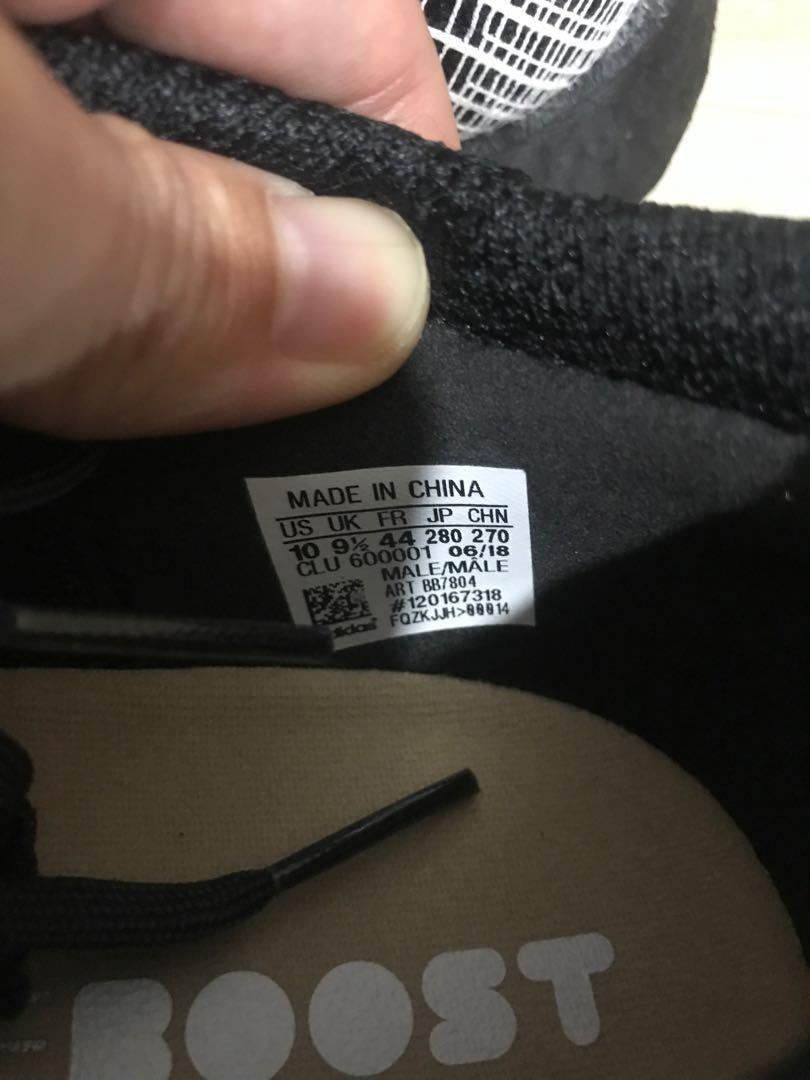 MADE IN CHINA
US UK FR JP CHN
10 9½ 44 280 270
CLU 600001 06/18
MALE/MÂLE
ART BB7804
#120167318
FQZKJJH>00014
adidas
BOOST